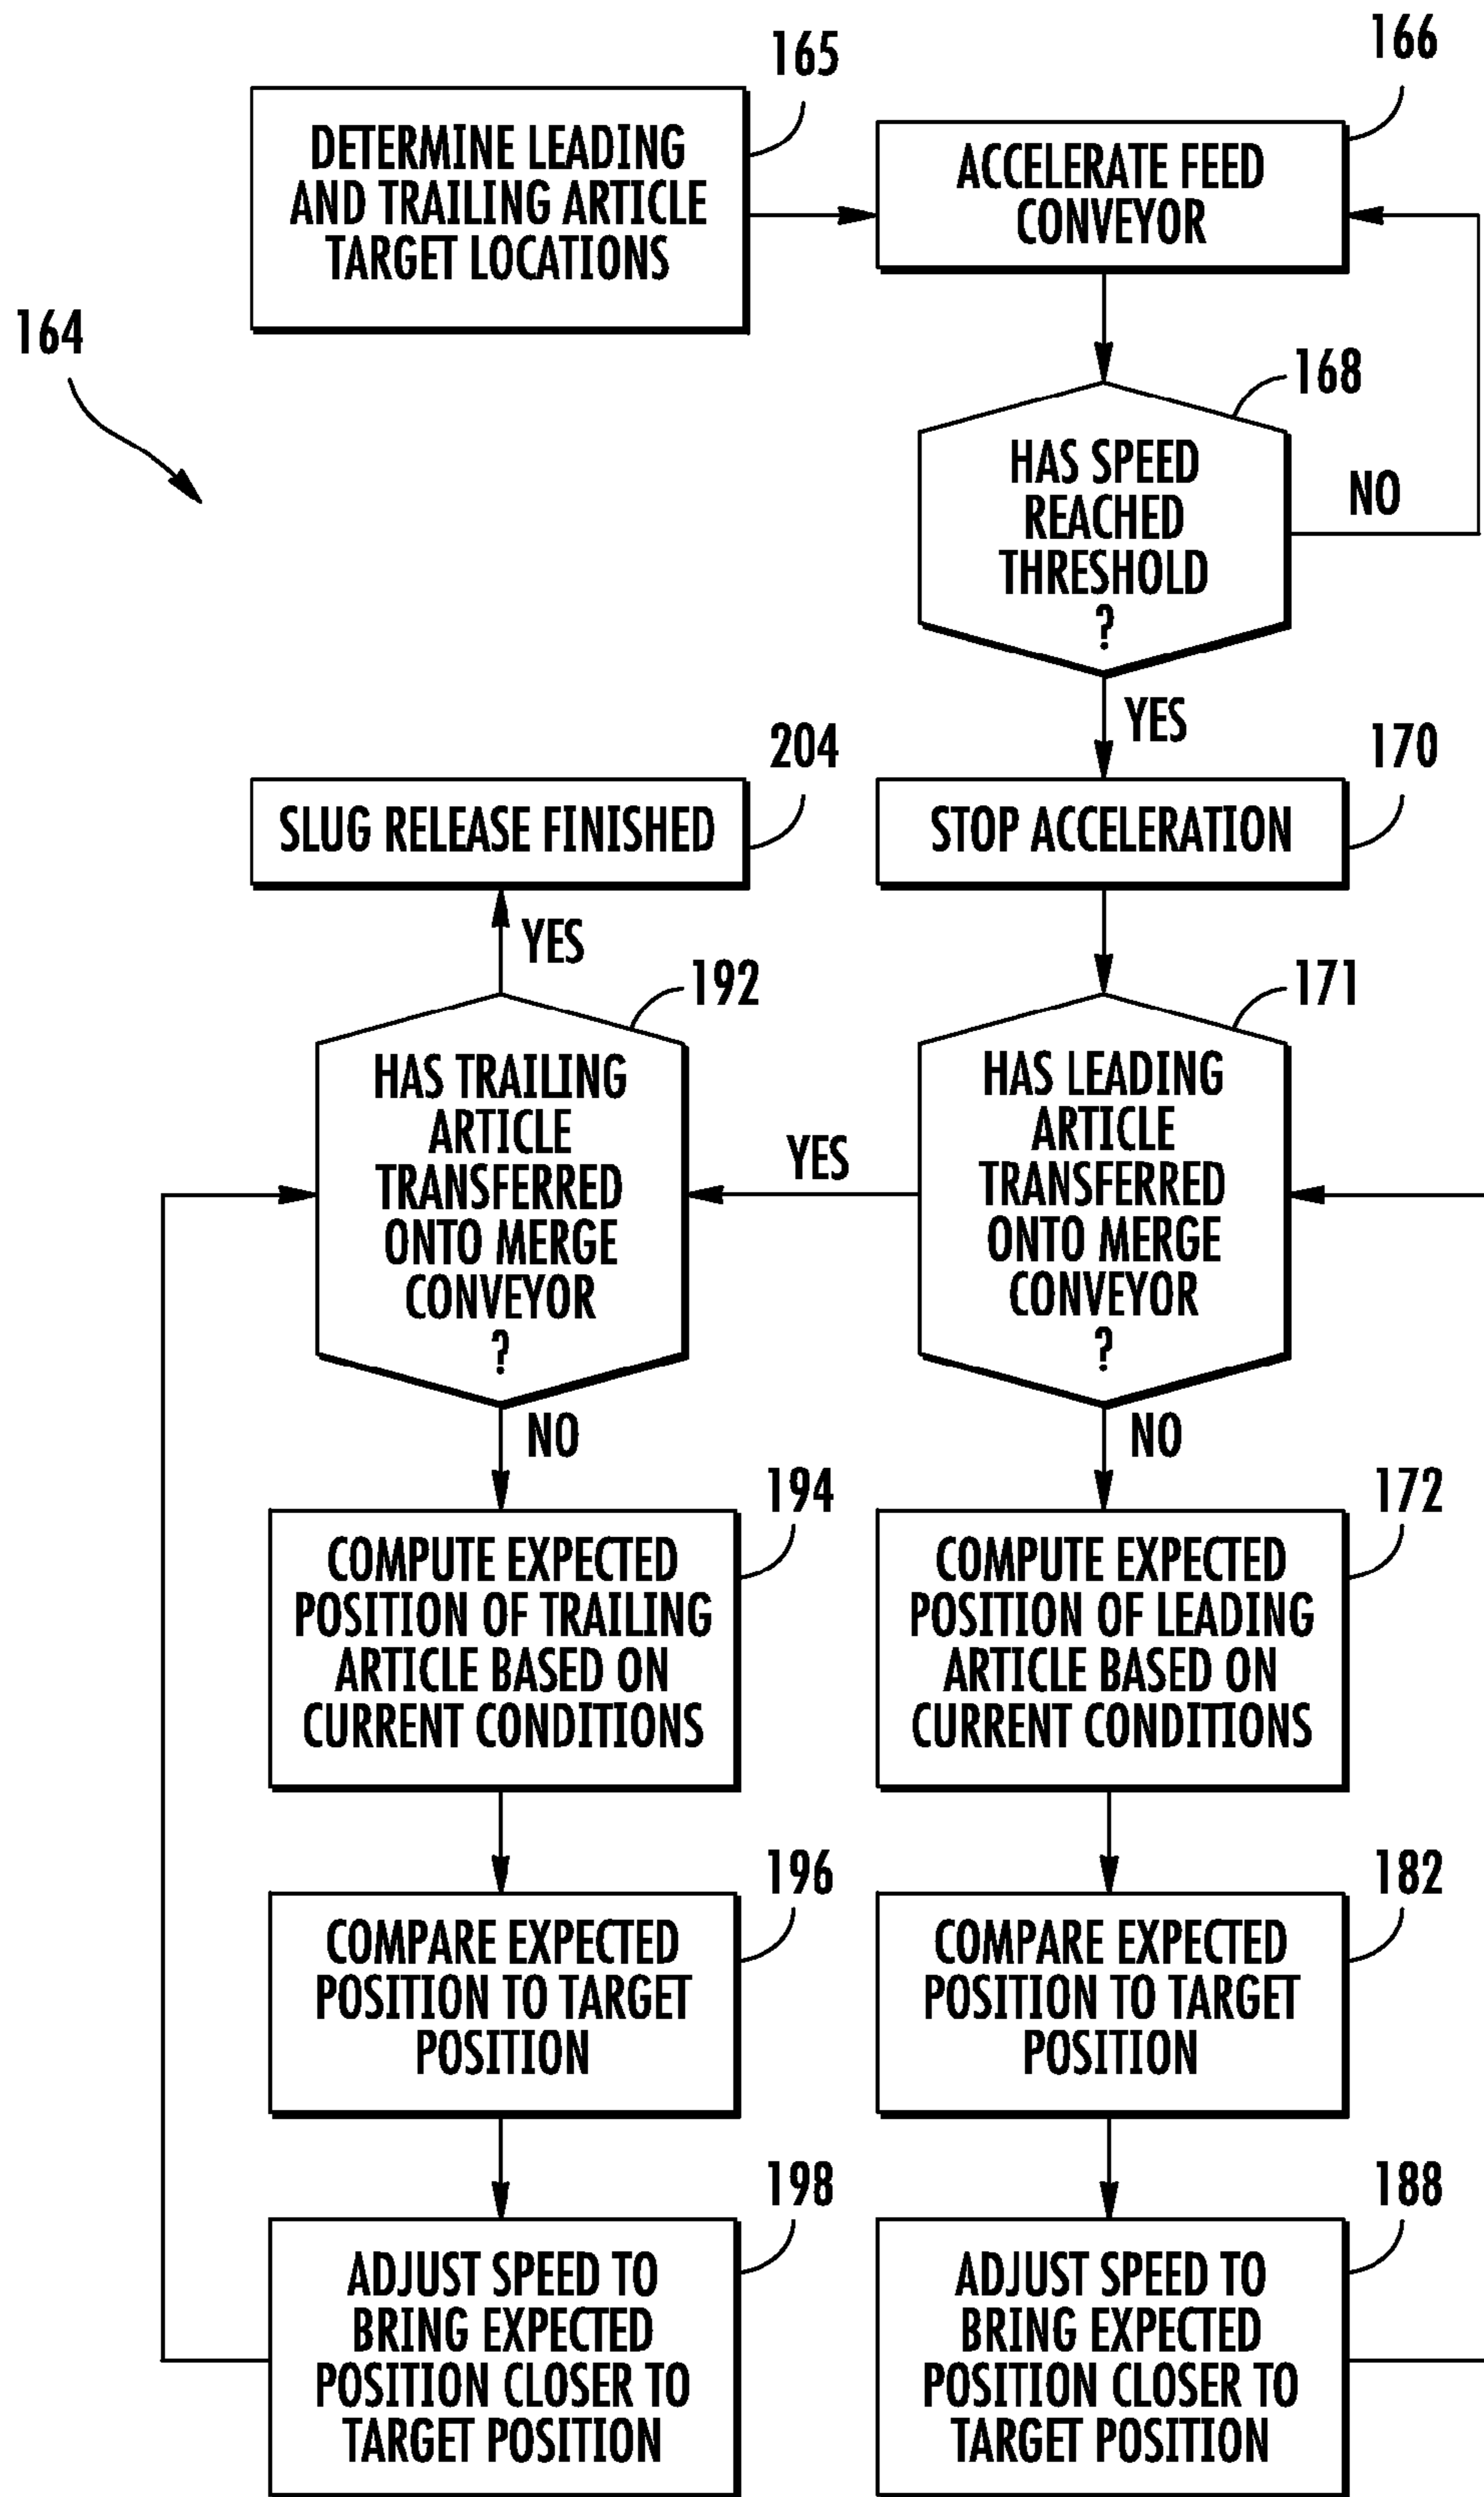 165
DETERMINE LEADING
AND TRAILING ARTICLE
TARGET LOCATIONS
166
ACCELERATE FEED
CONVEYOR
164
168
HAS SPEED
REACHED
THRESHOLD
?
NO
YES
204
SLUG RELEASE FINISHED
170
STOP ACCELERATION
YES
192
HAS TRAILING
ARTICLE
TRANSFERRED
ONTO MERGE
CONVEYOR
?
YES
171
HAS LEADING
ARTICLE
TRANSFERRED
ONTO MERGE
CONVEYOR
?
NO
NO
194
COMPUTE EXPECTED
POSITION OF TRAILING
ARTICLE BASED ON
CURRENT CONDITIONS
172
COMPUTE EXPECTED
POSITION OF LEADING
ARTICLE BASED ON
CURRENT CONDITIONS
196
COMPARE EXPECTED
POSITION TO TARGET
POSITION
182
COMPARE EXPECTED
POSITION TO TARGET
POSITION
198
ADJUST SPEED TO
BRING EXPECTED
POSITION CLOSER TO
TARGET POSITION
188
ADJUST SPEED TO
BRING EXPECTED
POSITION CLOSER TO
TARGET POSITION